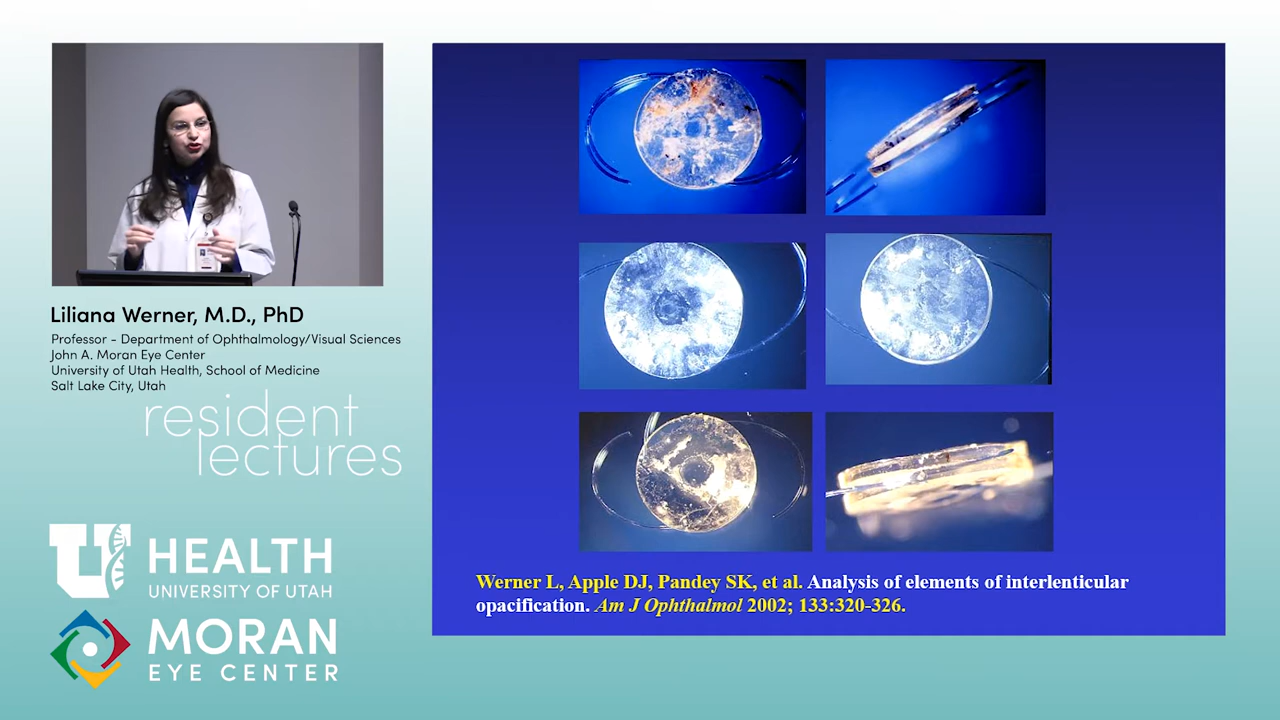 Liliana Werner, M.D., PhD
Professor - Department of Ophthalmology/Visual Sciences
John A. Moran Eye Center
University of Utah Health, School of Medicine
Salt Lake City, Utah
resident
lectures
U HEALTH
UNIVERSITY OF UTAH
MORAN
EYE CENTER
Werner L, Apple DJ, Pandey SK, et al. Analysis of elements of interlenticular
opacification. Am J Ophthalmol 2002; 133:320-326.